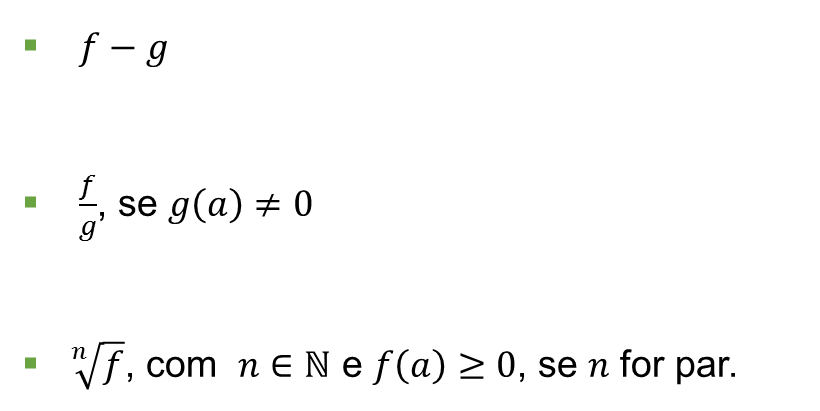 ▪ 𝑓 − 𝑔
▪ 𝑓/𝑔, se 𝑔(𝑎) ≠ 0
▪ ⁿ√𝑓, com 𝑛 ∈ ℕ e 𝑓(𝑎) ≥ 0, se 𝑛 for par.